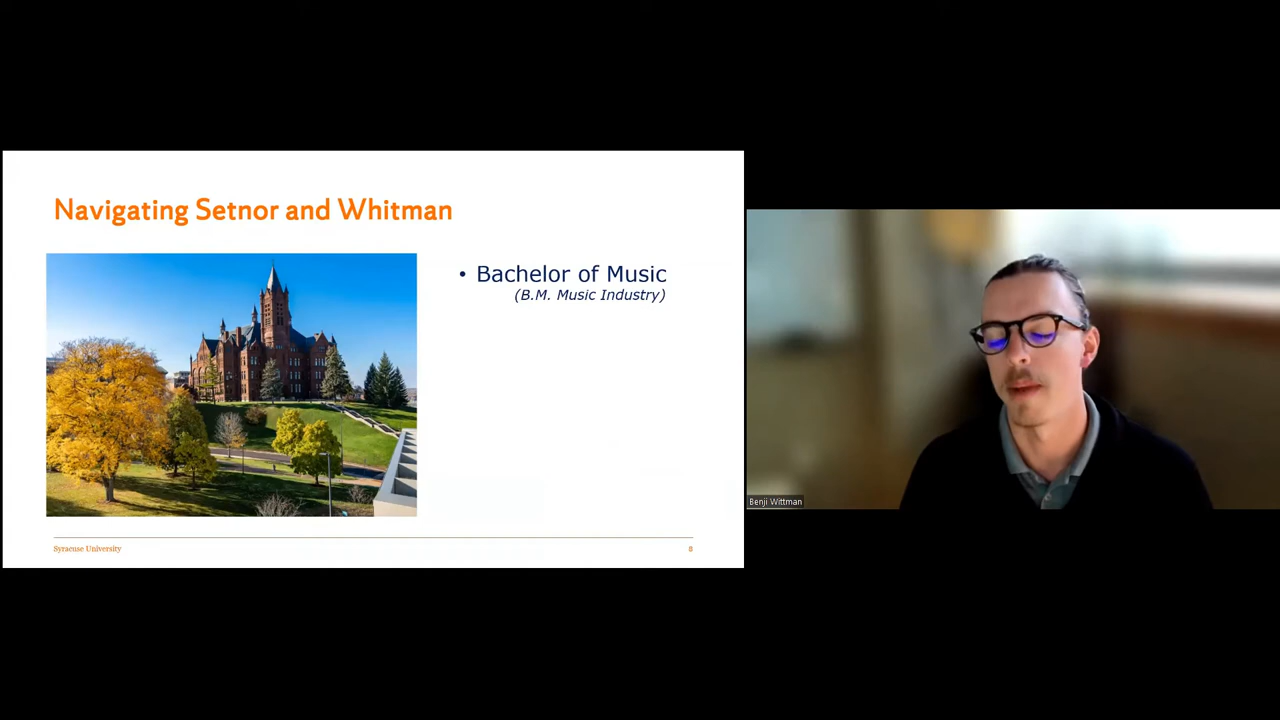 Navigating Setnor and Whitman
• Bachelor of Music
(B.M. Music Industry)
Syracuse University
8
Benji Wittman